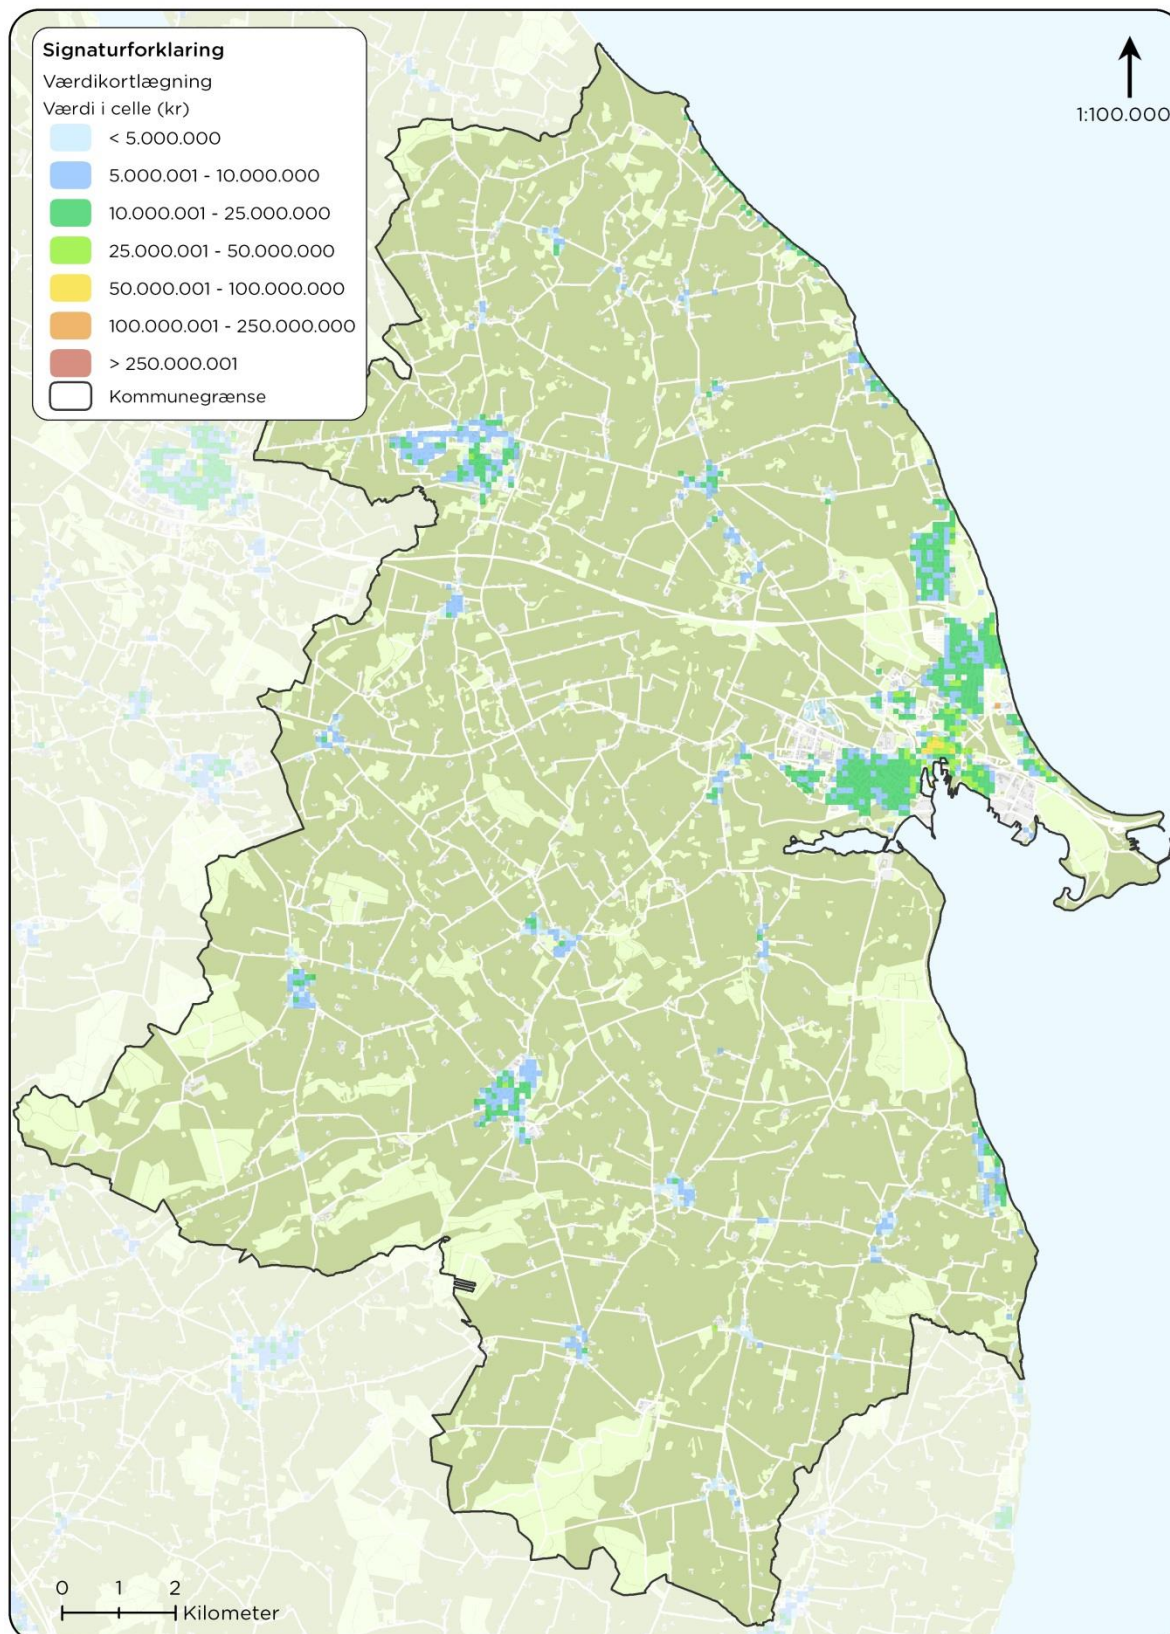 Signaturforklaring
Værdikortlægning
Værdi i celle (kr)
< 5.000.000
5.000.001 - 10.000.000
10.000.001 - 25.000.000
25.000.001 - 50.000.000
50.000.001 - 100.000.000
100.000.001 - 250.000.000
> 250.000.001
Kommunegrænse
1:100.000
0 1 2
Kilometer